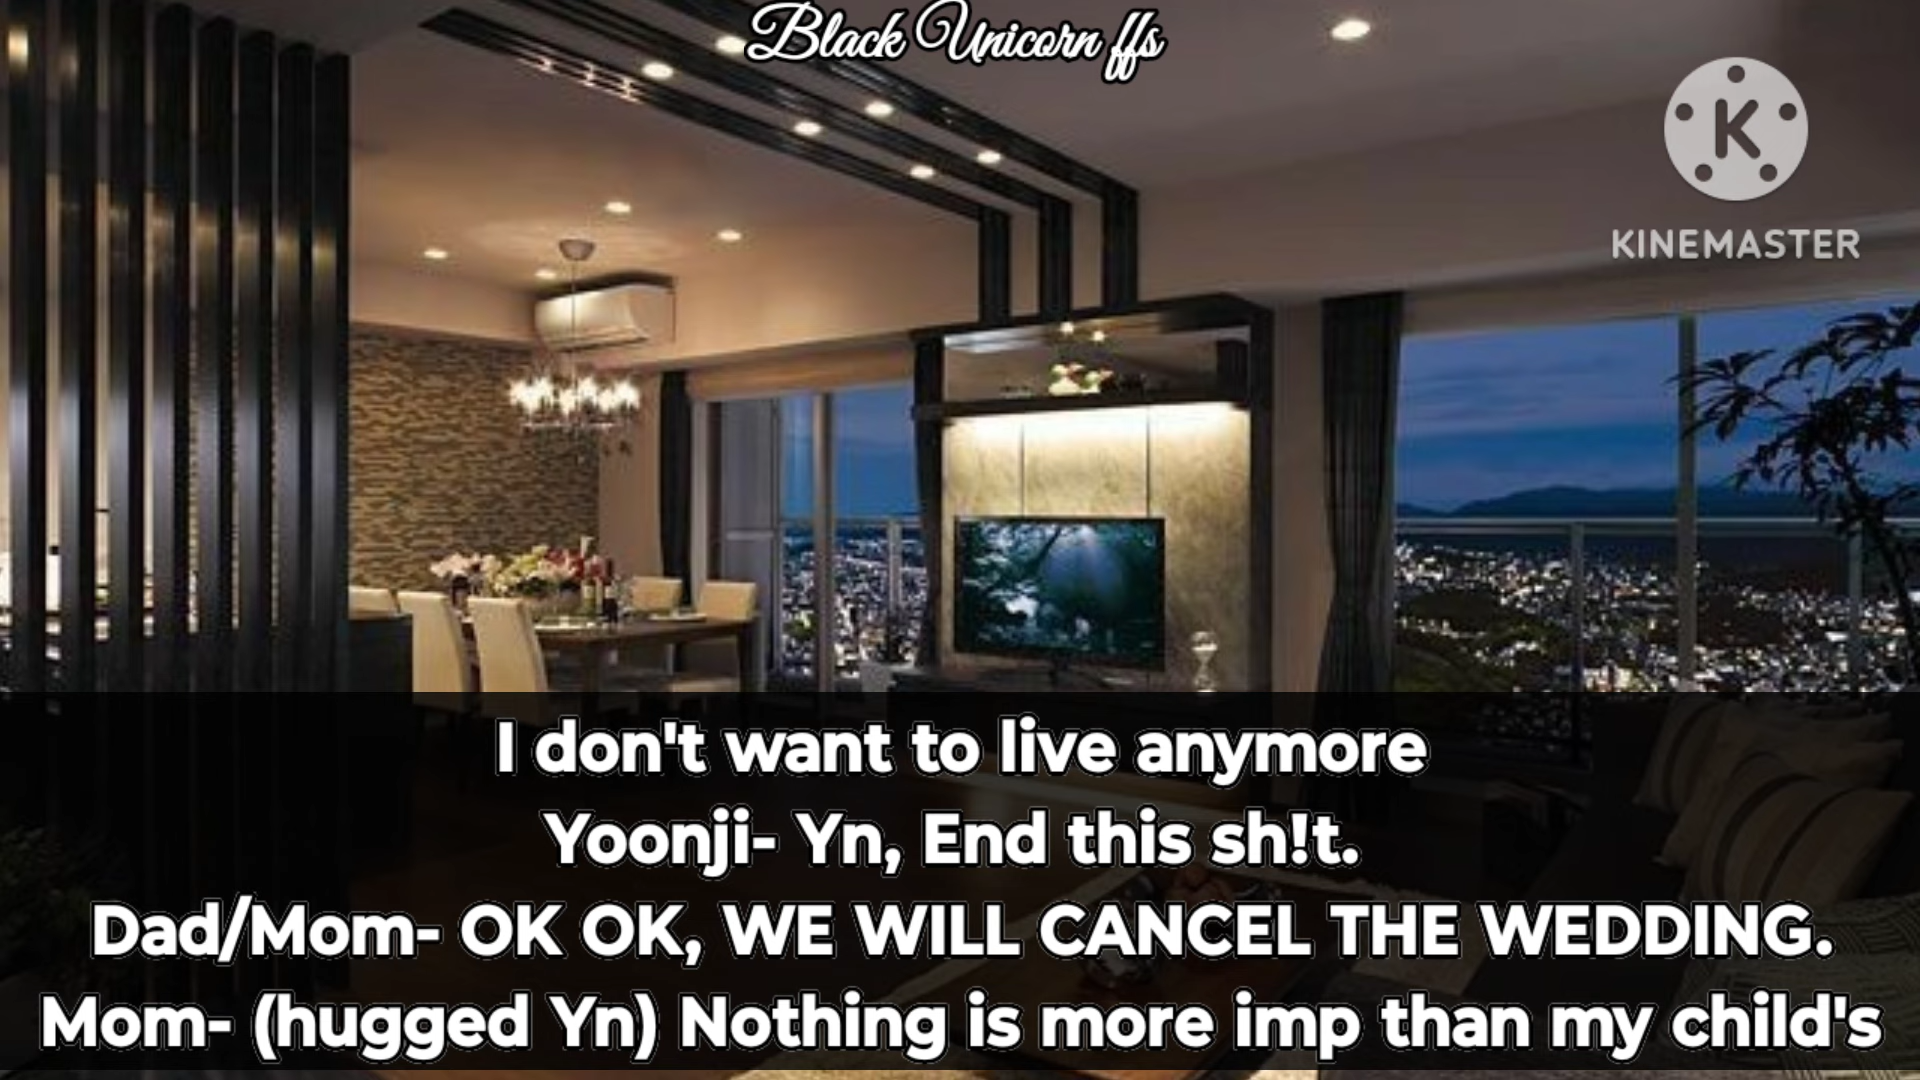 Black Unicorn ffs
K
KINEMASTER
I don't want to live anymore
Yoonji- Yn, End this sh!t.
Dad/Mom- OK OK, WE WILL CANCEL THE WEDDING.
Mom- (hugged Yn) Nothing is more imp than my child's